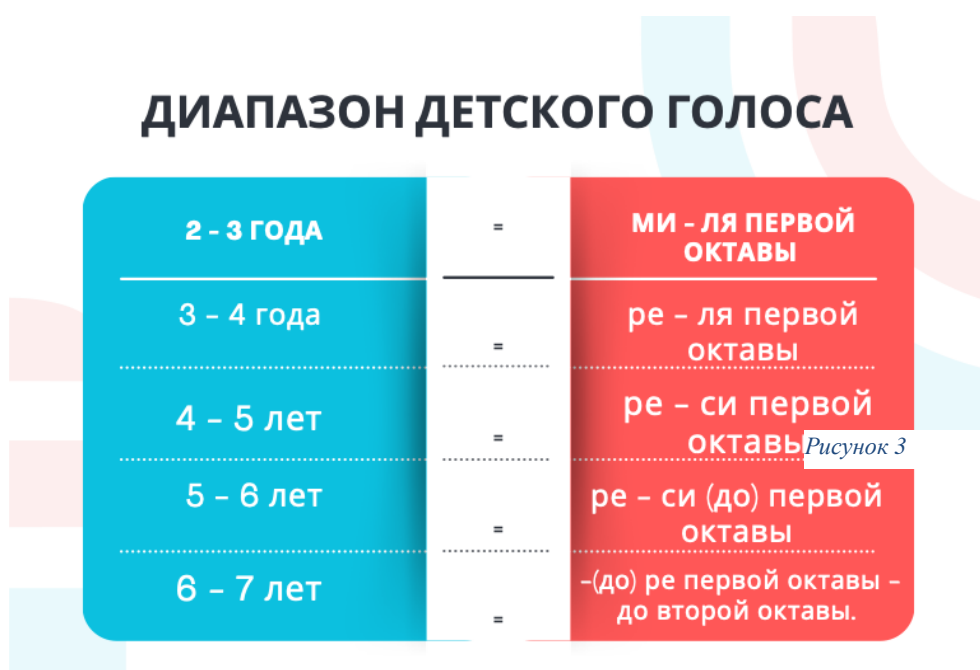 ДИАПАЗОН ДЕТСКОГО ГОЛОСА
2 – 3 ГОДА
=
МИ – ЛЯ ПЕРВОЙ
ОКТАВЫ
3 – 4 года
=
ре – ля первой
октавы
4 – 5 лет
=
ре – си первой
октавы
Рисунок 3
5 – 6 лет
=
ре – си (до) первой
октавы
6 – 7 лет
=
–(до) ре первой октавы –
до второй октавы.